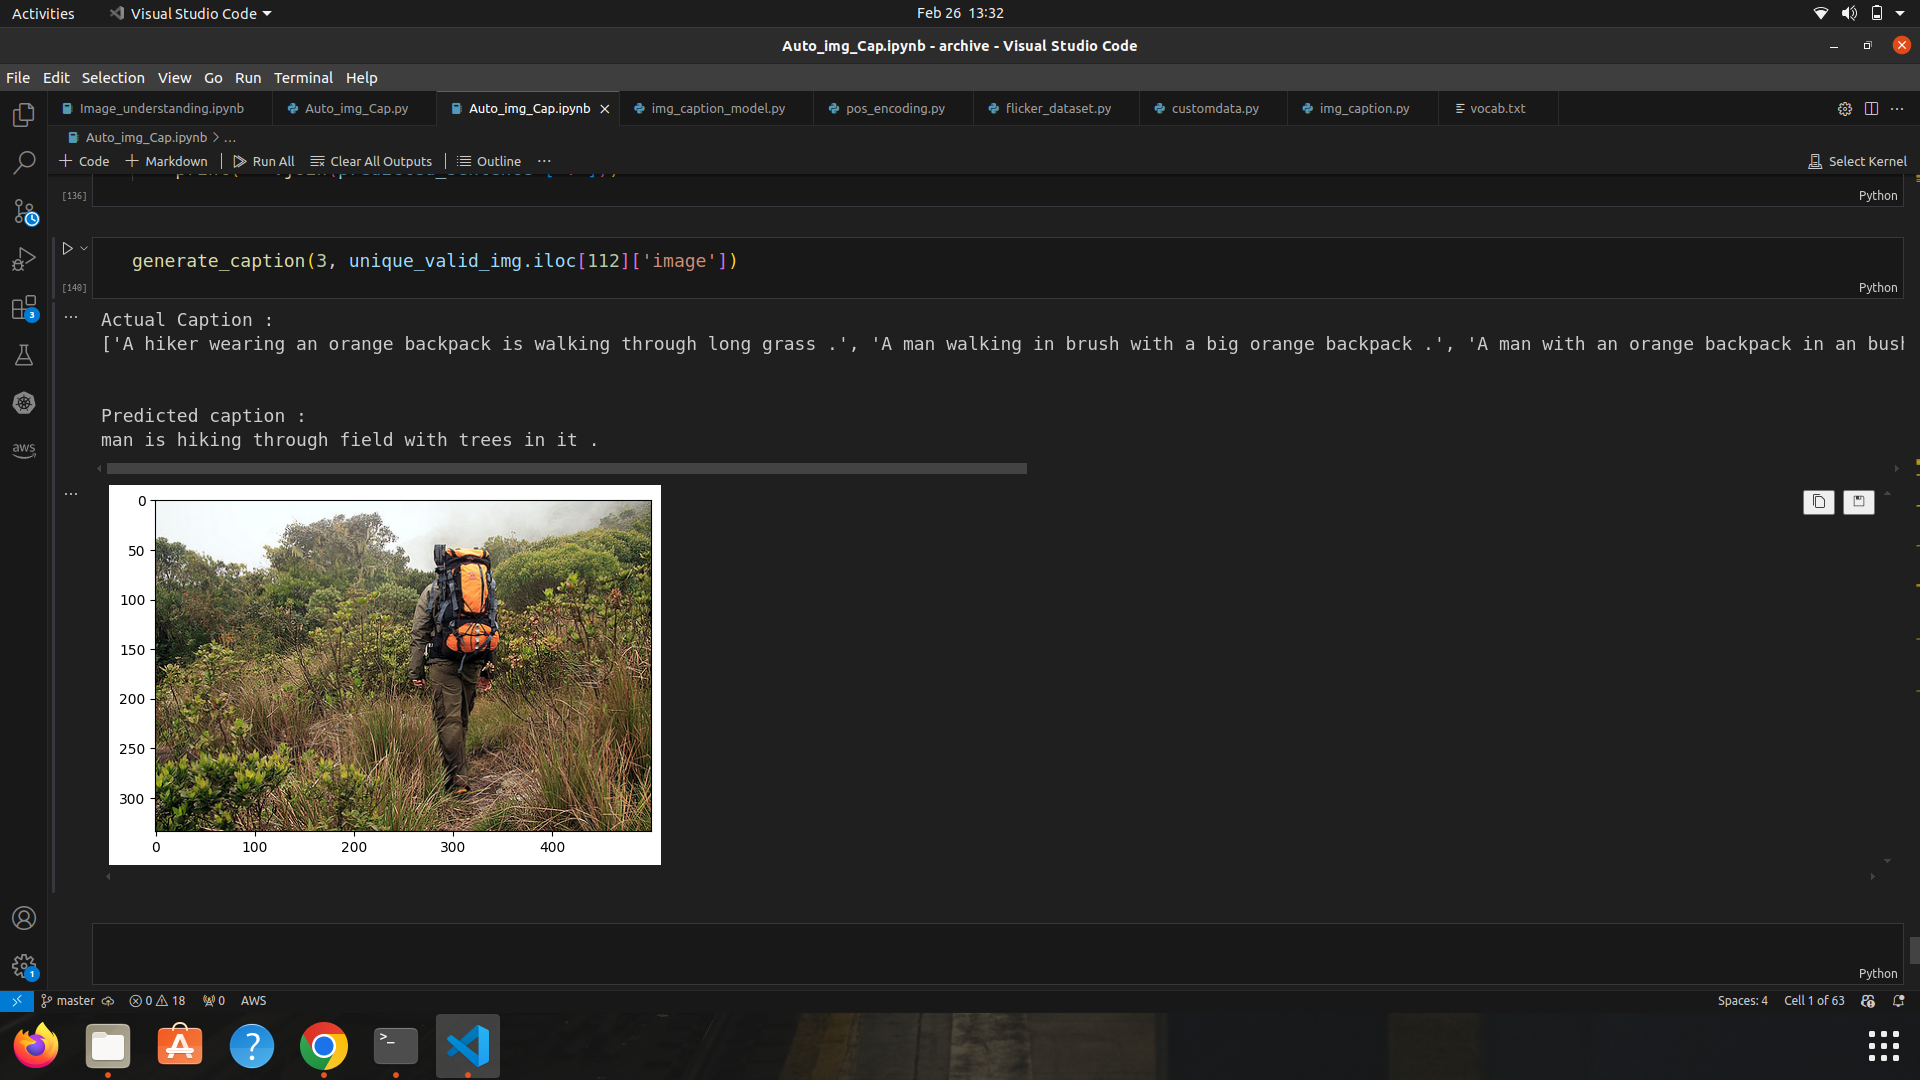 Activities Visual Studio Code Feb 26 13:32
Auto_img_Cap.ipynb - archive - Visual Studio Code
File Edit Selection View Go Run Terminal Help
Image_understanding.ipynb Auto_img_Cap.py Auto_img_Cap.ipynb img_caption_model.py pos_encoding.py flicker_dataset.py customdata.py img_caption.py vocab.txt
Auto_img_Cap.ipynb > ...
Code Markdown Run All Clear All Outputs Outline ... Select Kernel
[136] Python
generate_caption(3, unique_valid_img.iloc[112]['image'])
[140] Python
Actual Caption :
['A hiker wearing an orange backpack is walking through long grass .', 'A man walking in brush with a big orange backpack .', 'A man with an orange backpack in an bush
Predicted caption :
man is hiking through field with trees in it .
3
aws
0
50
100
150
200
250
300
0 100 200 300 400
1
Python
master 0 18 0 AWS Spaces: 4 Cell 1 of 63